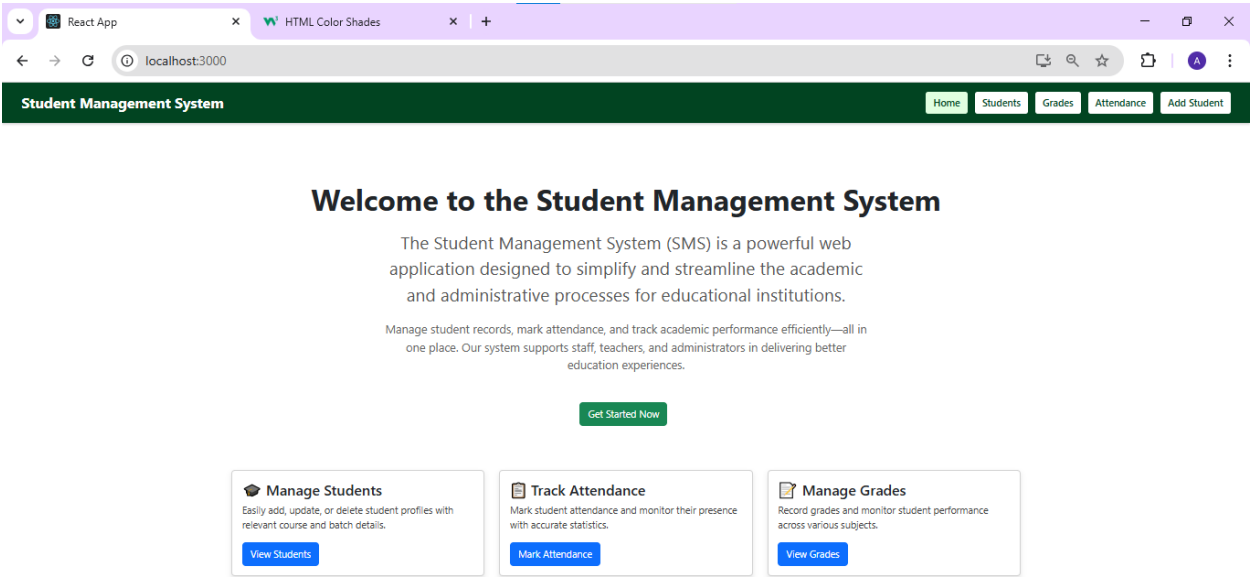 React App
HTML Color Shades
localhost:3000
A
Student Management System
Home
Students
Grades
Attendance
Add Student
Welcome to the Student Management System
The Student Management System (SMS) is a powerful web
application designed to simplify and streamline the academic
and administrative processes for educational institutions.
Manage student records, mark attendance, and track academic performance efficiently—all in
one place. Our system supports staff, teachers, and administrators in delivering better
education experiences.
Get Started Now
Manage Students
Easily add, update, or delete student profiles with
relevant course and batch details.
View Students
Track Attendance
Mark student attendance and monitor their presence
with accurate statistics.
Mark Attendance
Manage Grades
Record grades and monitor student performance
across various subjects.
View Grades